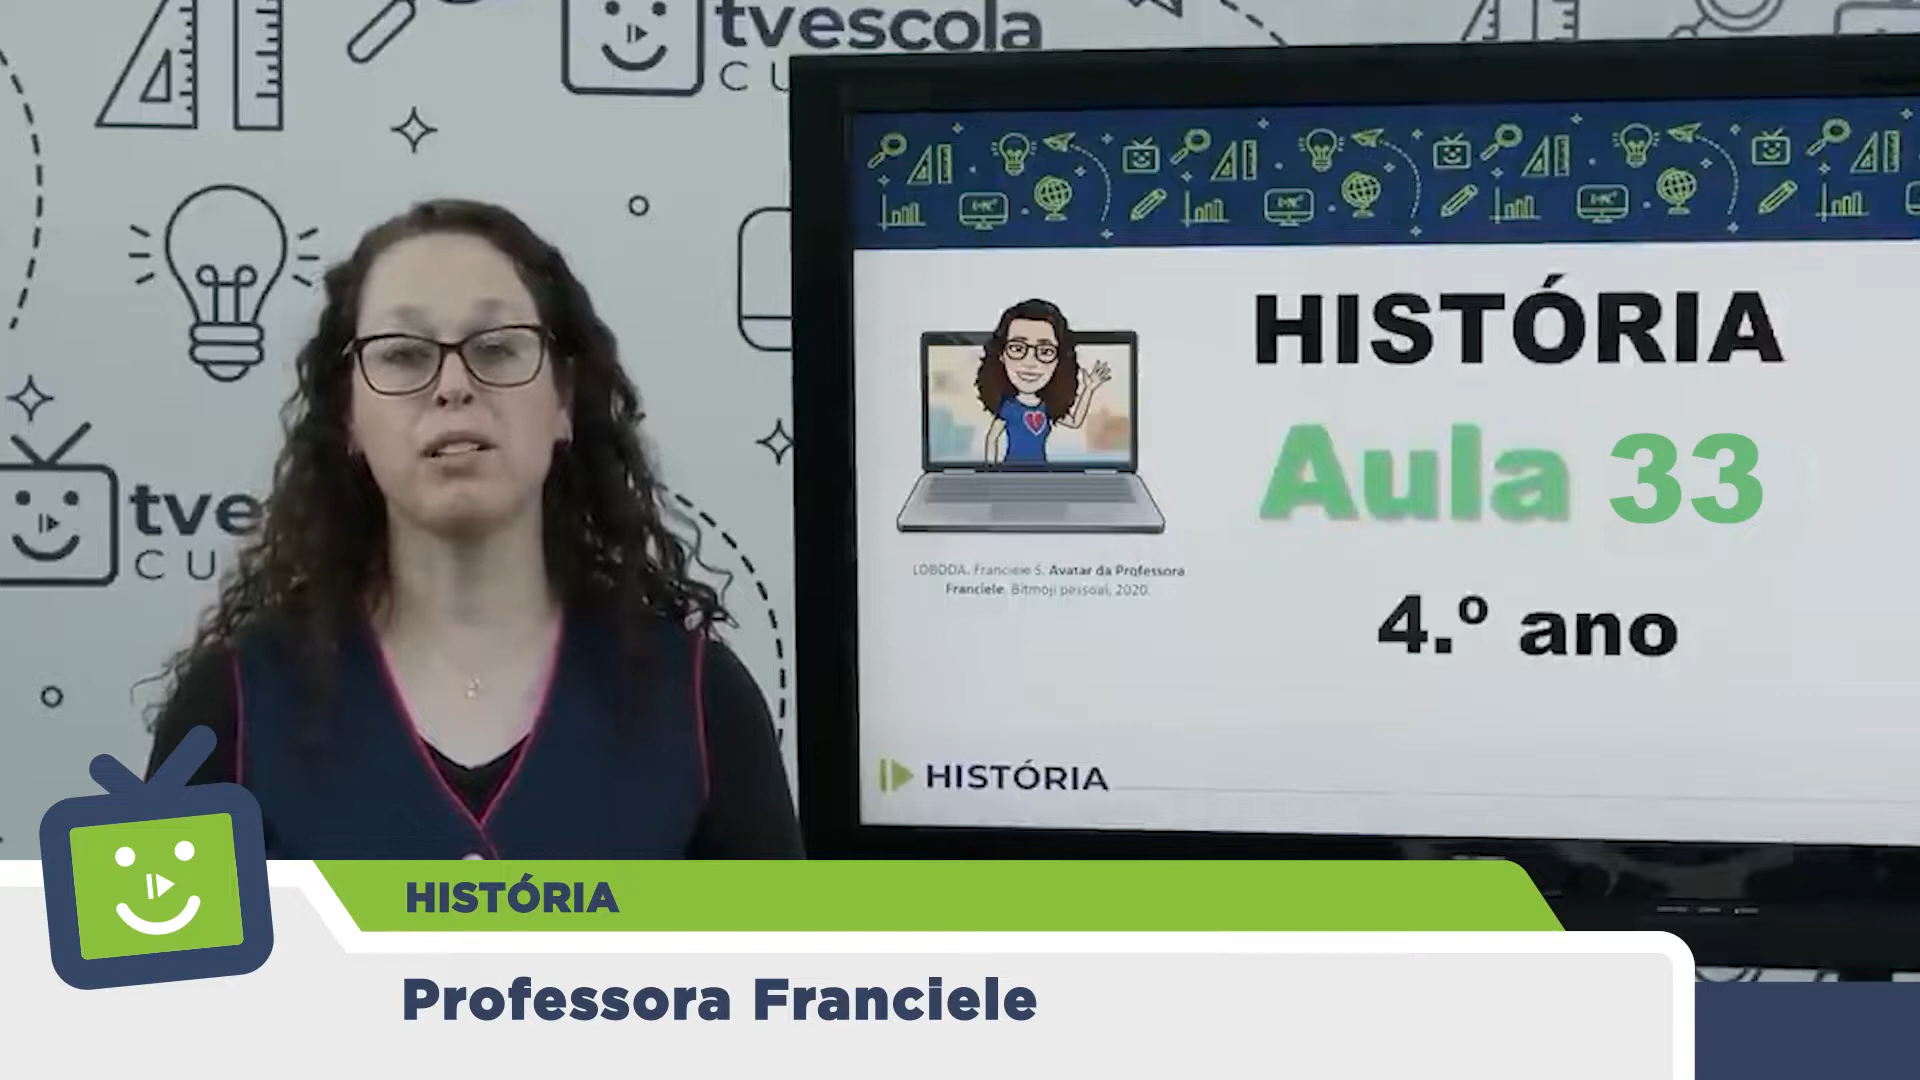 tvescola
CU
tve
CU
HISTÓRIA
Aula 33
4.º ano
LOBODA, Franciele S. Avatar da Professora
Franciele. Bitmoji pessoal, 2020.
HISTÓRIA
HISTÓRIA
Professora Franciele